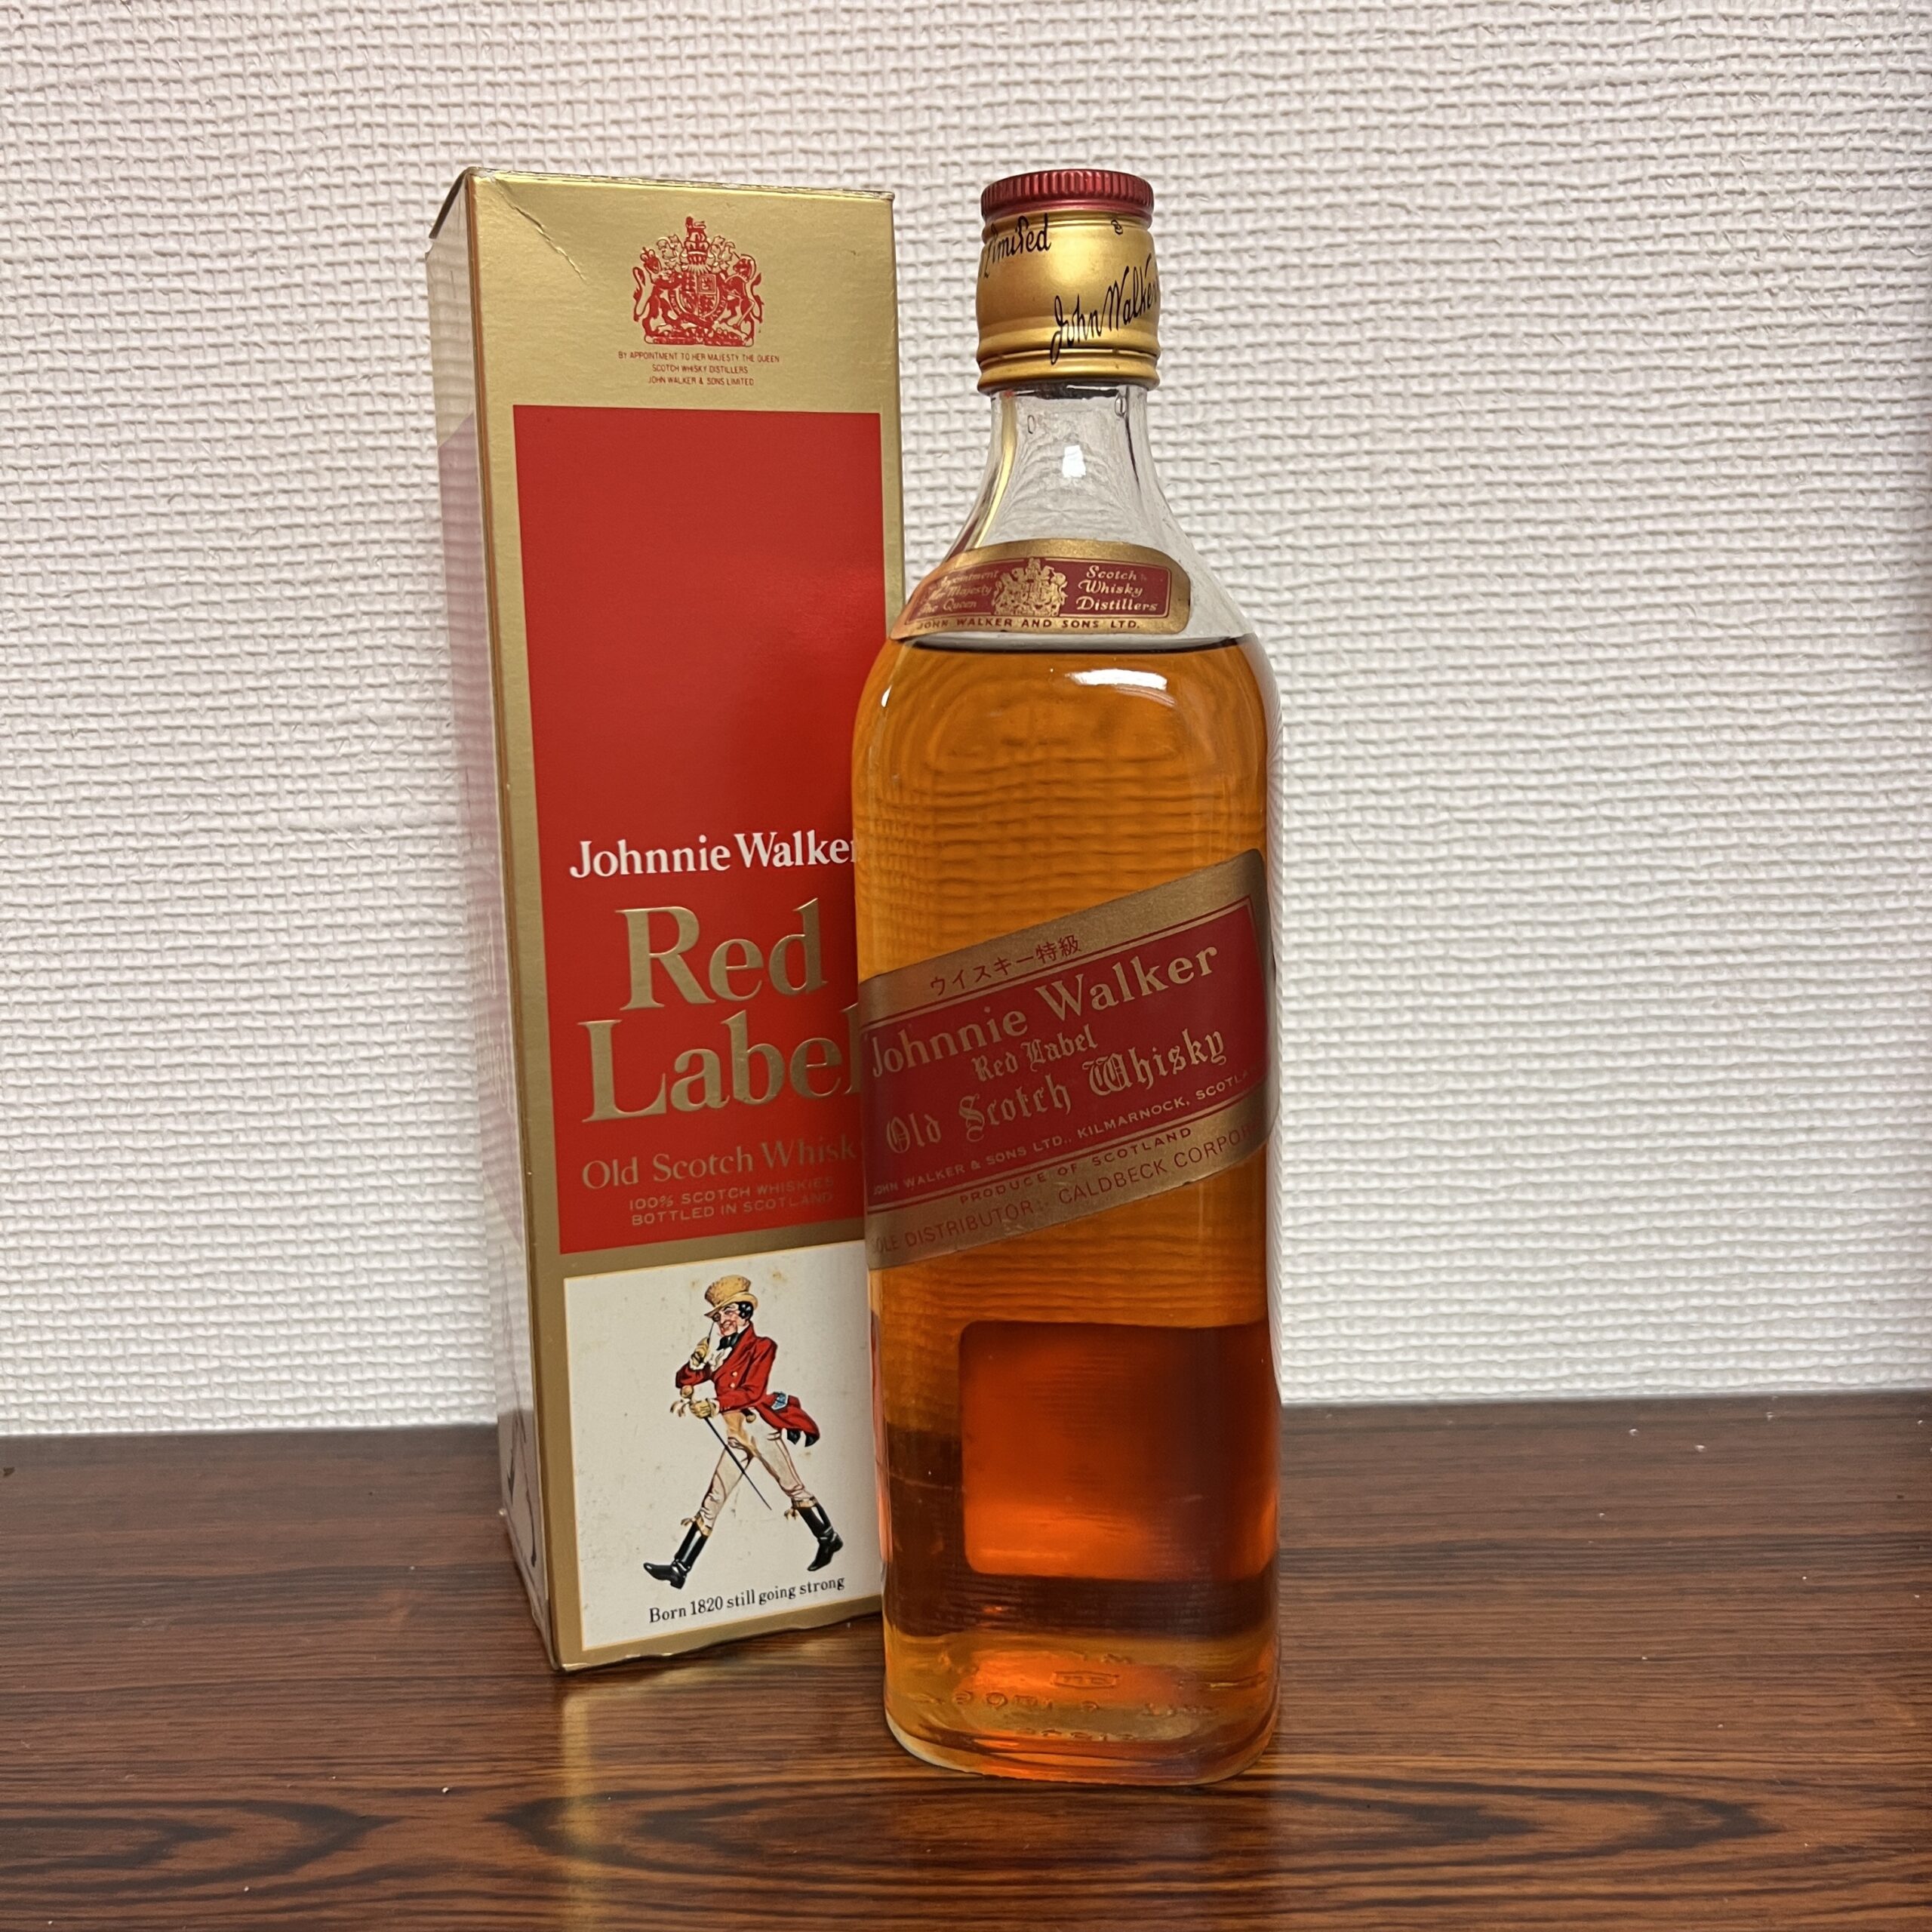 BY APPOINTMENT TO HER MAJESTY THE QUEEN
SCOTCH WHISKY DISTILLERS
JOHN WALKER & SONS LIMITED
Johnnie Walker
Red
Label
Old Scotch Whisk
100% SCOTCH WHISKIES
BOTTLED IN SCOTLAND
Born 1820 still going strong
Limited
John Walker
The Queen
Scotch
Whisky
Distillers
JOHN WALKER AND SONS LTD.
ウイスキー特級
Johnnie Walker
Red Label
Old Scotch Whisky
JOHN WALKER & SONS LTD., KILMARNOCK, SCOTLA
PRODUCE OF SCOTLAND
SOLE DISTRIBUTOR: CALDBECK CORPOR